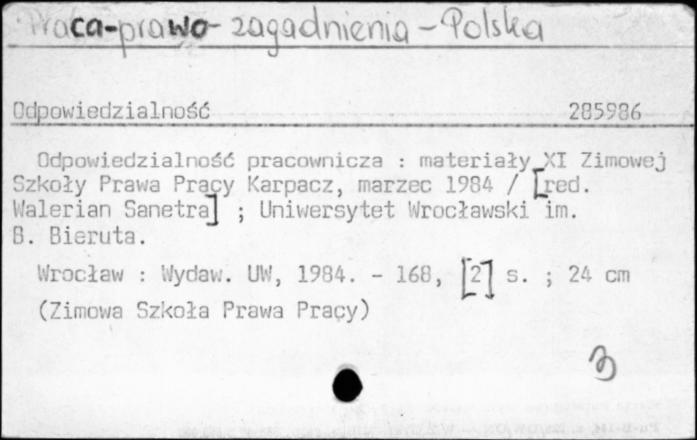 Praca-prawo-zagadnienia - Polska
Odpowiedzialność 285986
Odpowiedzialność pracownicza : materiały XI Zimowej
Szkoły Prawa Pracy Karpacz, marzec 1984 / [red.
Walerian Sanetra] ; Uniwersytet Wrocławski im.
B. Bieruta.
Wrocław : Wydaw. UW, 1984. - 168, [2] s. ; 24 cm
(Zimowa Szkoła Prawa Pracy)
3